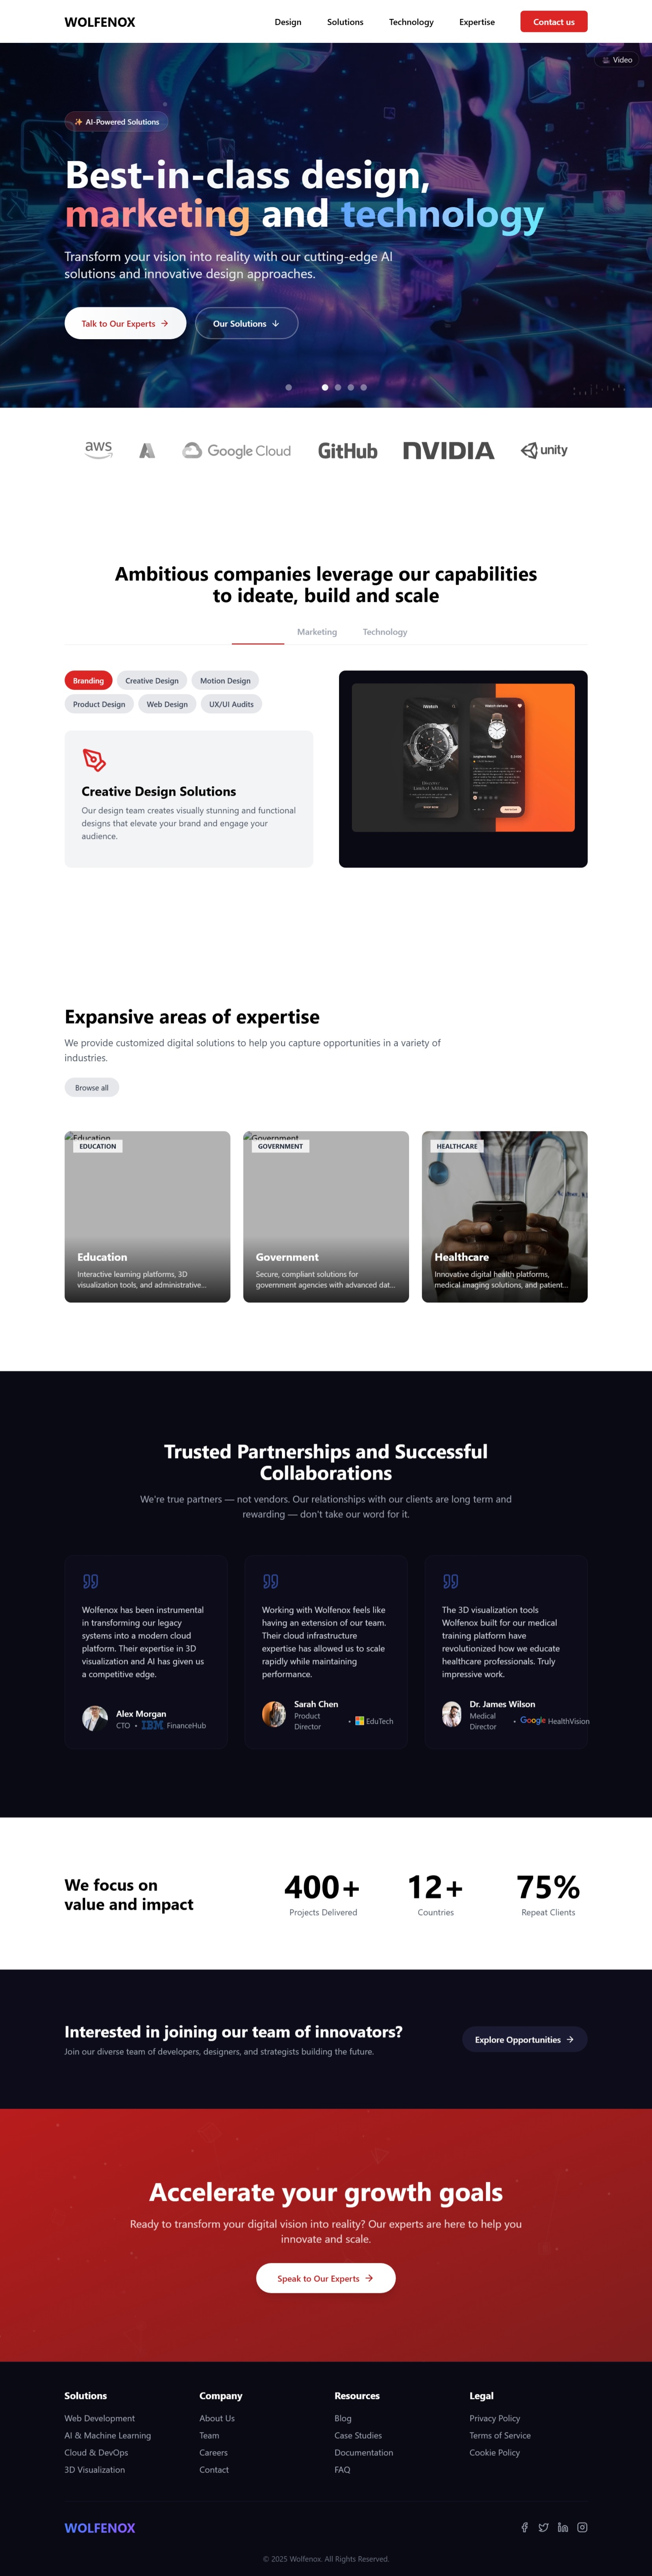 WOLFENOX
Design
Solutions
Technology
Expertise
Contact us
Video
✨ AI-Powered Solutions
Best-in-class design,
marketing and technology
Transform your vision into reality with our cutting-edge AI
solutions and innovative design approaches.
Talk to Our Experts →
Our Solutions ↓
aws
Google Cloud
GitHub
NVIDIA
unity
Ambitious companies leverage our capabilities
to ideate, build and scale
Marketing
Technology
Branding
Creative Design
Motion Design
Product Design
Web Design
UX/UI Audits
Creative Design Solutions
Our design team creates visually stunning and functional
designs that elevate your brand and engage your
audience.
iWatch
Watch details
Discover
Limited Addition
Expansive areas of expertise
We provide customized digital solutions to help you capture opportunities in a variety of
industries.
Browse all
Education
EDUCATION
Education
Interactive learning platforms, 3D
visualization tools, and administrative...
Government
GOVERNMENT
Government
Secure, compliant solutions for
government agencies with advanced dat...
HEALTHCARE
Healthcare
Innovative digital health platforms,
medical imaging solutions, and patient...
Trusted Partnerships and Successful
Collaborations
We're true partners — not vendors. Our relationships with our clients are long term and
rewarding — don't take our word for it.
Wolfenox has been instrumental
in transforming our legacy
systems into a modern cloud
platform. Their expertise in 3D
visualization and AI has given us
a competitive edge.
Alex Morgan
CTO • IBM FinanceHub
Working with Wolfenox feels like
having an extension of our team.
Their cloud infrastructure
expertise has allowed us to scale
rapidly while maintaining
performance.
Sarah Chen
Product
Director
• EduTech
The 3D visualization tools
Wolfenox built for our medical
training platform have
revolutionized how we educate
healthcare professionals. Truly
impressive work.
Dr. James Wilson
Medical
Director
• Google HealthVision
We focus on
value and impact
400+
Projects Delivered
12+
Countries
75%
Repeat Clients
Interested in joining our team of innovators?
Join our diverse team of developers, designers, and strategists building the future.
Explore Opportunities →
Accelerate your growth goals
Ready to transform your digital vision into reality? Our experts are here to help you
innovate and scale.
Speak to Our Experts →
Solutions
Web Development
AI & Machine Learning
Cloud & DevOps
3D Visualization
Company
About Us
Team
Careers
Contact
Resources
Blog
Case Studies
Documentation
FAQ
Legal
Privacy Policy
Terms of Service
Cookie Policy
WOLFENOX
© 2025 Wolfenox. All Rights Reserved.